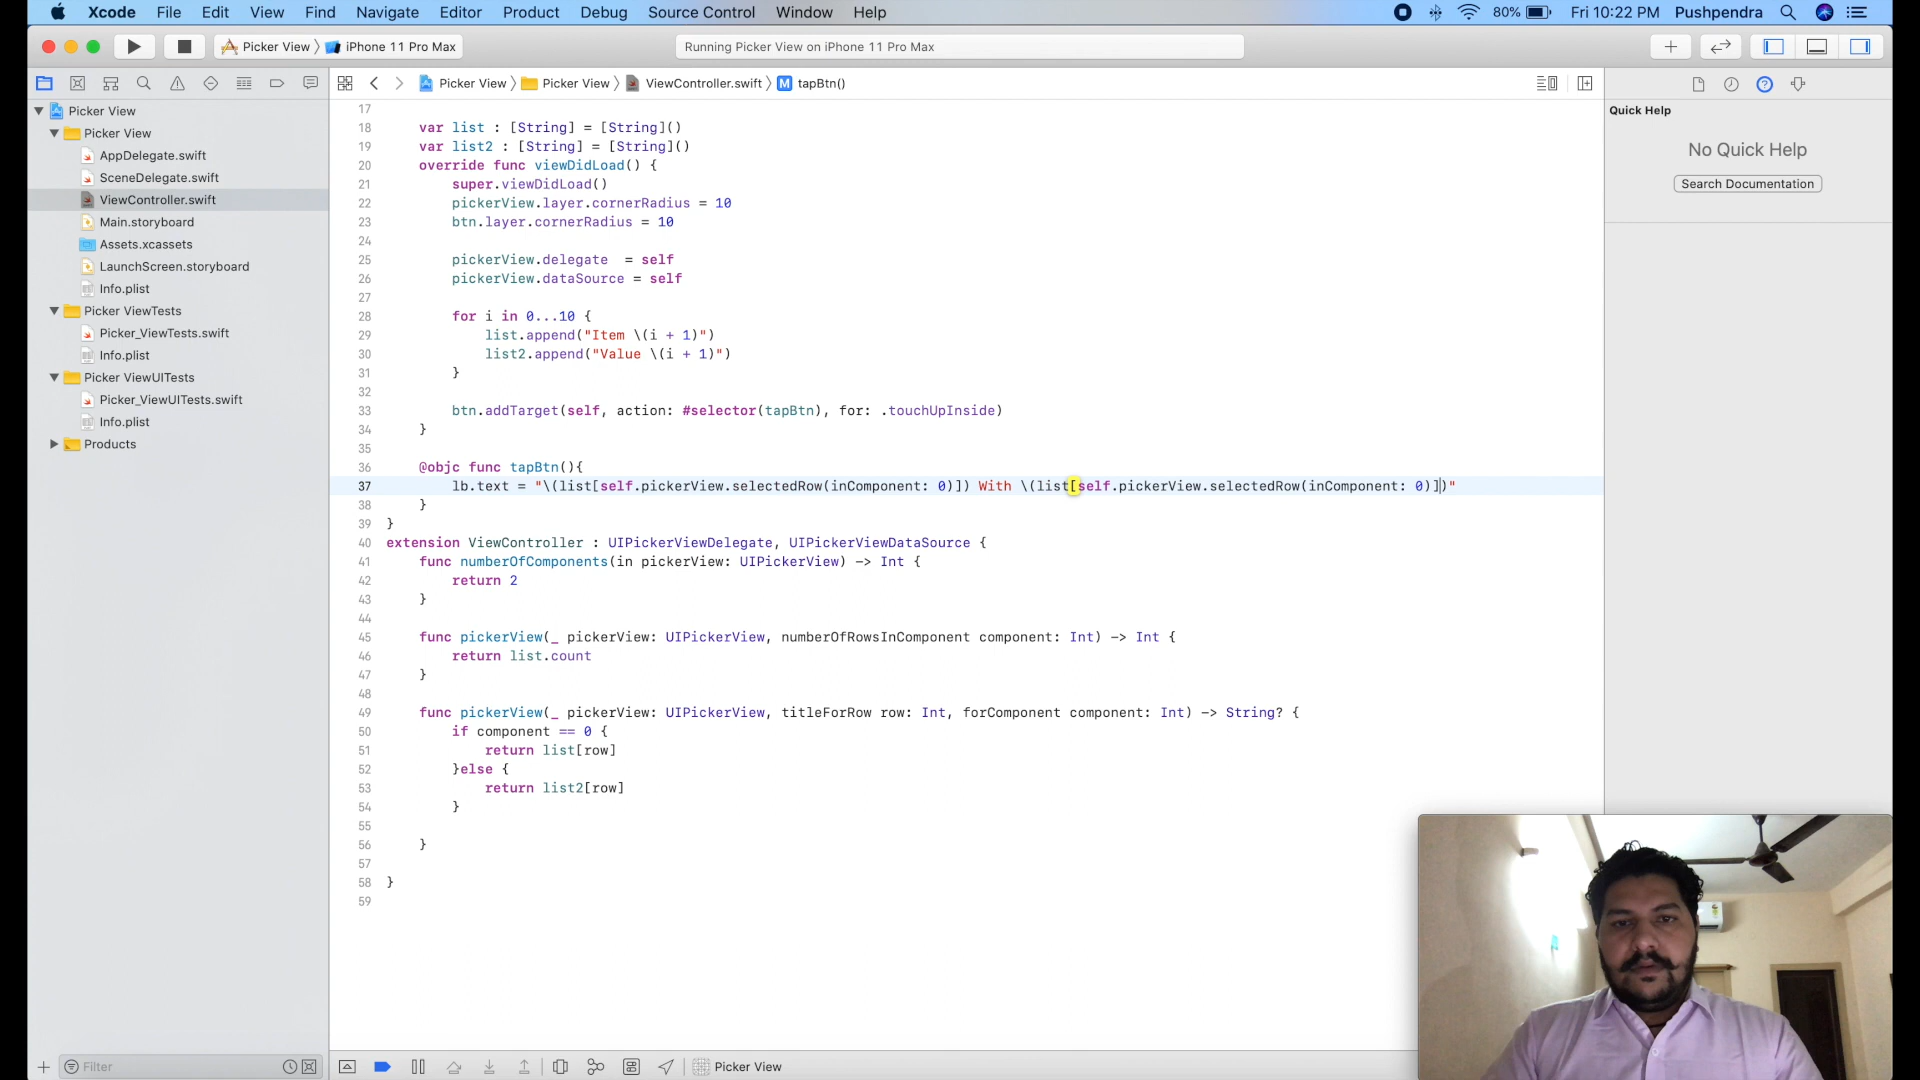 Xcode File Edit View Find Navigate Editor Product Debug Source Control Window Help 80% Fri 10:22 PM Pushpendra
Picker View iPhone 11 Pro Max Running Picker View on iPhone 11 Pro Max
Picker View Picker View ViewController.swift M tapBtn()
Picker View
Picker View
AppDelegate.swift
SceneDelegate.swift
ViewController.swift
Main.storyboard
Assets.xcassets
LaunchScreen.storyboard
Info.plist
Picker ViewTests
Picker_ViewTests.swift
Info.plist
Picker ViewUITests
Picker_ViewUITests.swift
Info.plist
Products
Filter
17
18 var list : [String] = [String]()
19 var list2 : [String] = [String]()
20 override func viewDidLoad() {
21 super.viewDidLoad()
22 pickerView.layer.cornerRadius = 10
23 btn.layer.cornerRadius = 10
24
25 pickerView.delegate  = self
26 pickerView.dataSource = self
27
28 for i in 0...10 {
29 list.append("Item \(i + 1)")
30 list2.append("Value \(i + 1)")
31 }
32
33 btn.addTarget(self, action: #selector(tapBtn), for: .touchUpInside)
34 }
35
36 @objc func tapBtn(){
37 lb.text = "\(list[self.pickerView.selectedRow(inComponent: 0)]) With \(list[self.pickerView.selectedRow(inComponent: 0)])"
38 }
39 }
40 extension ViewController : UIPickerViewDelegate, UIPickerViewDataSource {
41 func numberOfComponents(in pickerView: UIPickerView) -> Int {
42 return 2
43 }
44
45 func pickerView(_ pickerView: UIPickerView, numberOfRowsInComponent component: Int) -> Int {
46 return list.count
47 }
48
49 func pickerView(_ pickerView: UIPickerView, titleForRow row: Int, forComponent component: Int) -> String? {
50 if component == 0 {
51 return list[row]
52 }else {
53 return list2[row]
54 }
55
56 }
57
58 }
59
Picker View
Quick Help
No Quick Help
Search Documentation